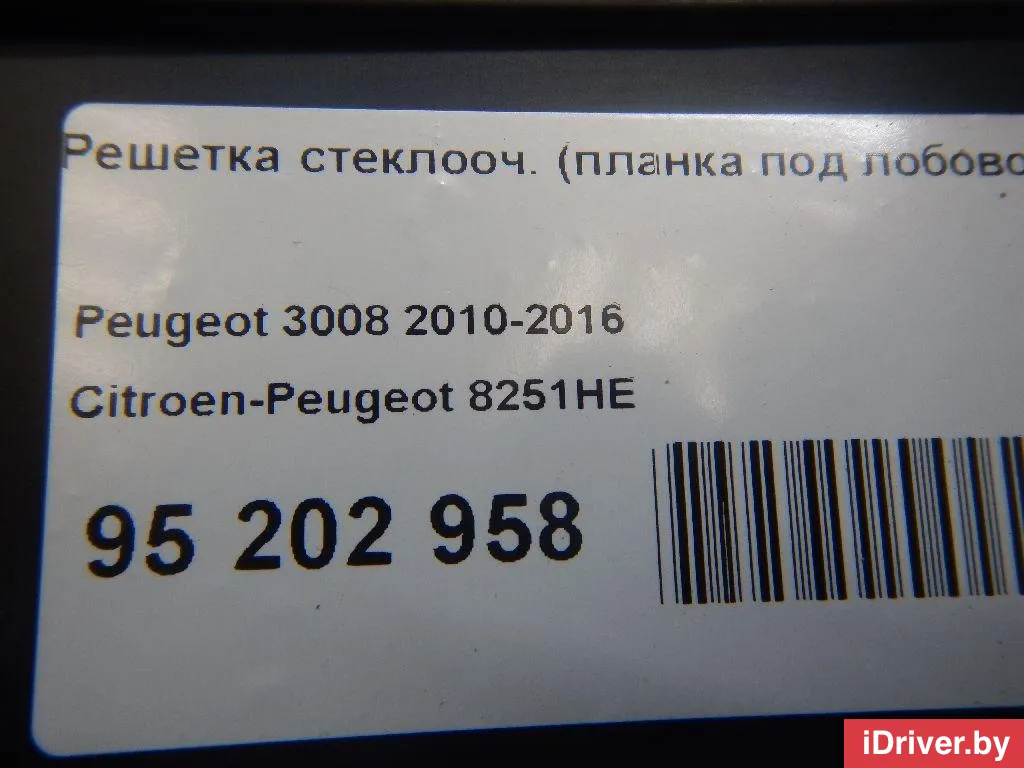 Решетка стеклооч. (планка под лобово
Peugeot 3008 2010-2016
Citroen-Peugeot 8251HE
95 202 958
iDriver.by